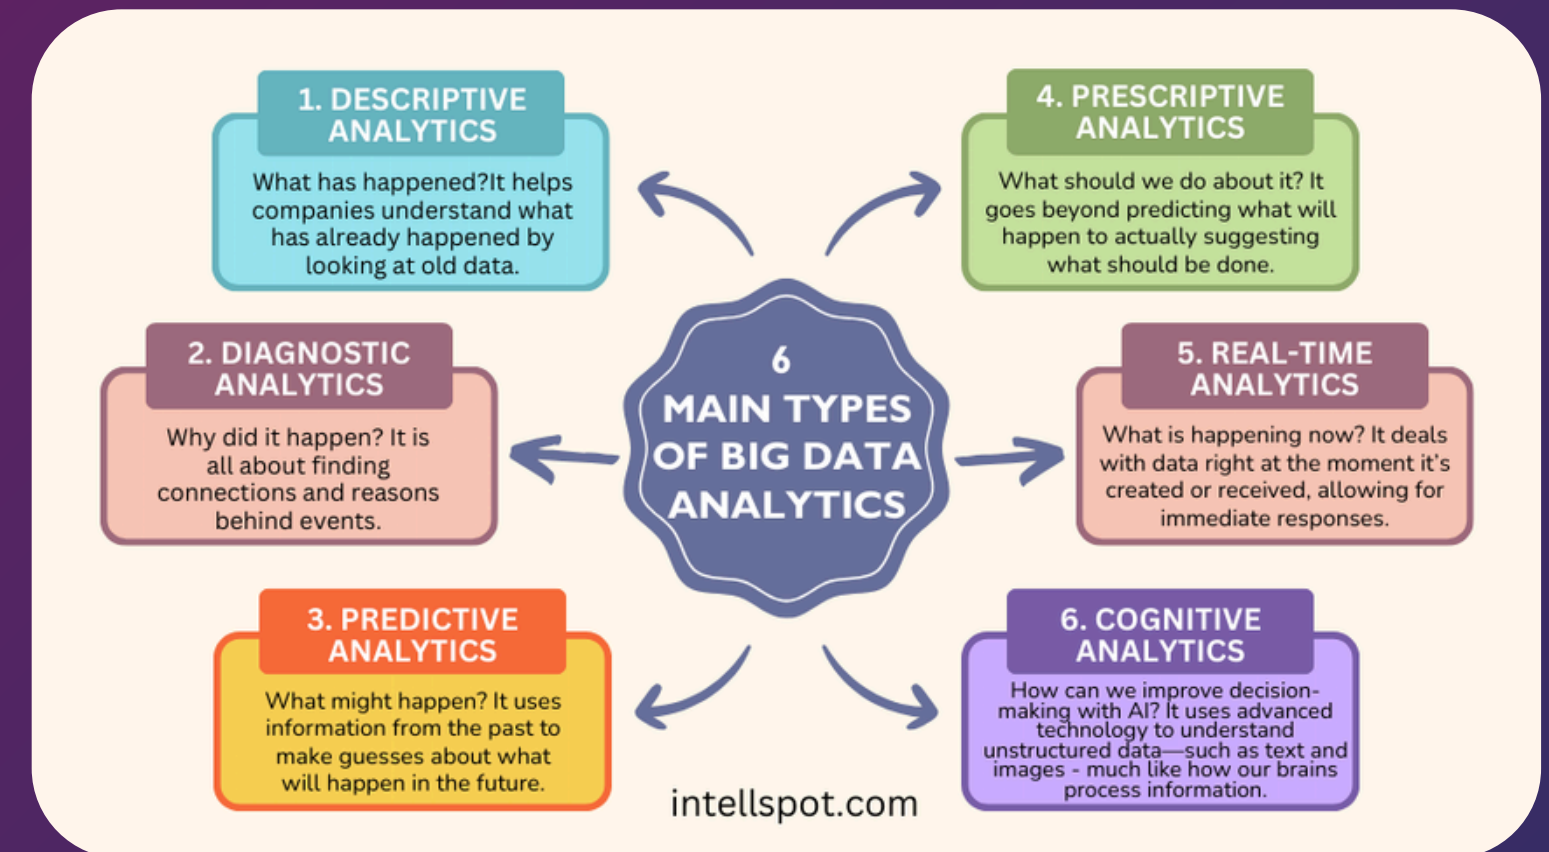 1. DESCRIPTIVE
ANALYTICS
What has happened?It helps
companies understand what
has already happened by
looking at old data.
2. DIAGNOSTIC
ANALYTICS
Why did it happen? It is
all about finding
connections and reasons
behind events.
3. PREDICTIVE
ANALYTICS
What might happen? It uses
information from the past to
make guesses about what
will happen in the future.
6
MAIN TYPES
OF BIG DATA
ANALYTICS
4. PRESCRIPTIVE
ANALYTICS
What should we do about it? It
goes beyond predicting what will
happen to actually suggesting
what should be done.
5. REAL-TIME
ANALYTICS
What is happening now? It deals
with data right at the moment it's
created or received, allowing for
immediate responses.
6. COGNITIVE
ANALYTICS
How can we improve decision-
making with AI? It uses advanced
technology to understand
unstructured data—such as text and
images - much like how our brains
process information.
intellspot.com